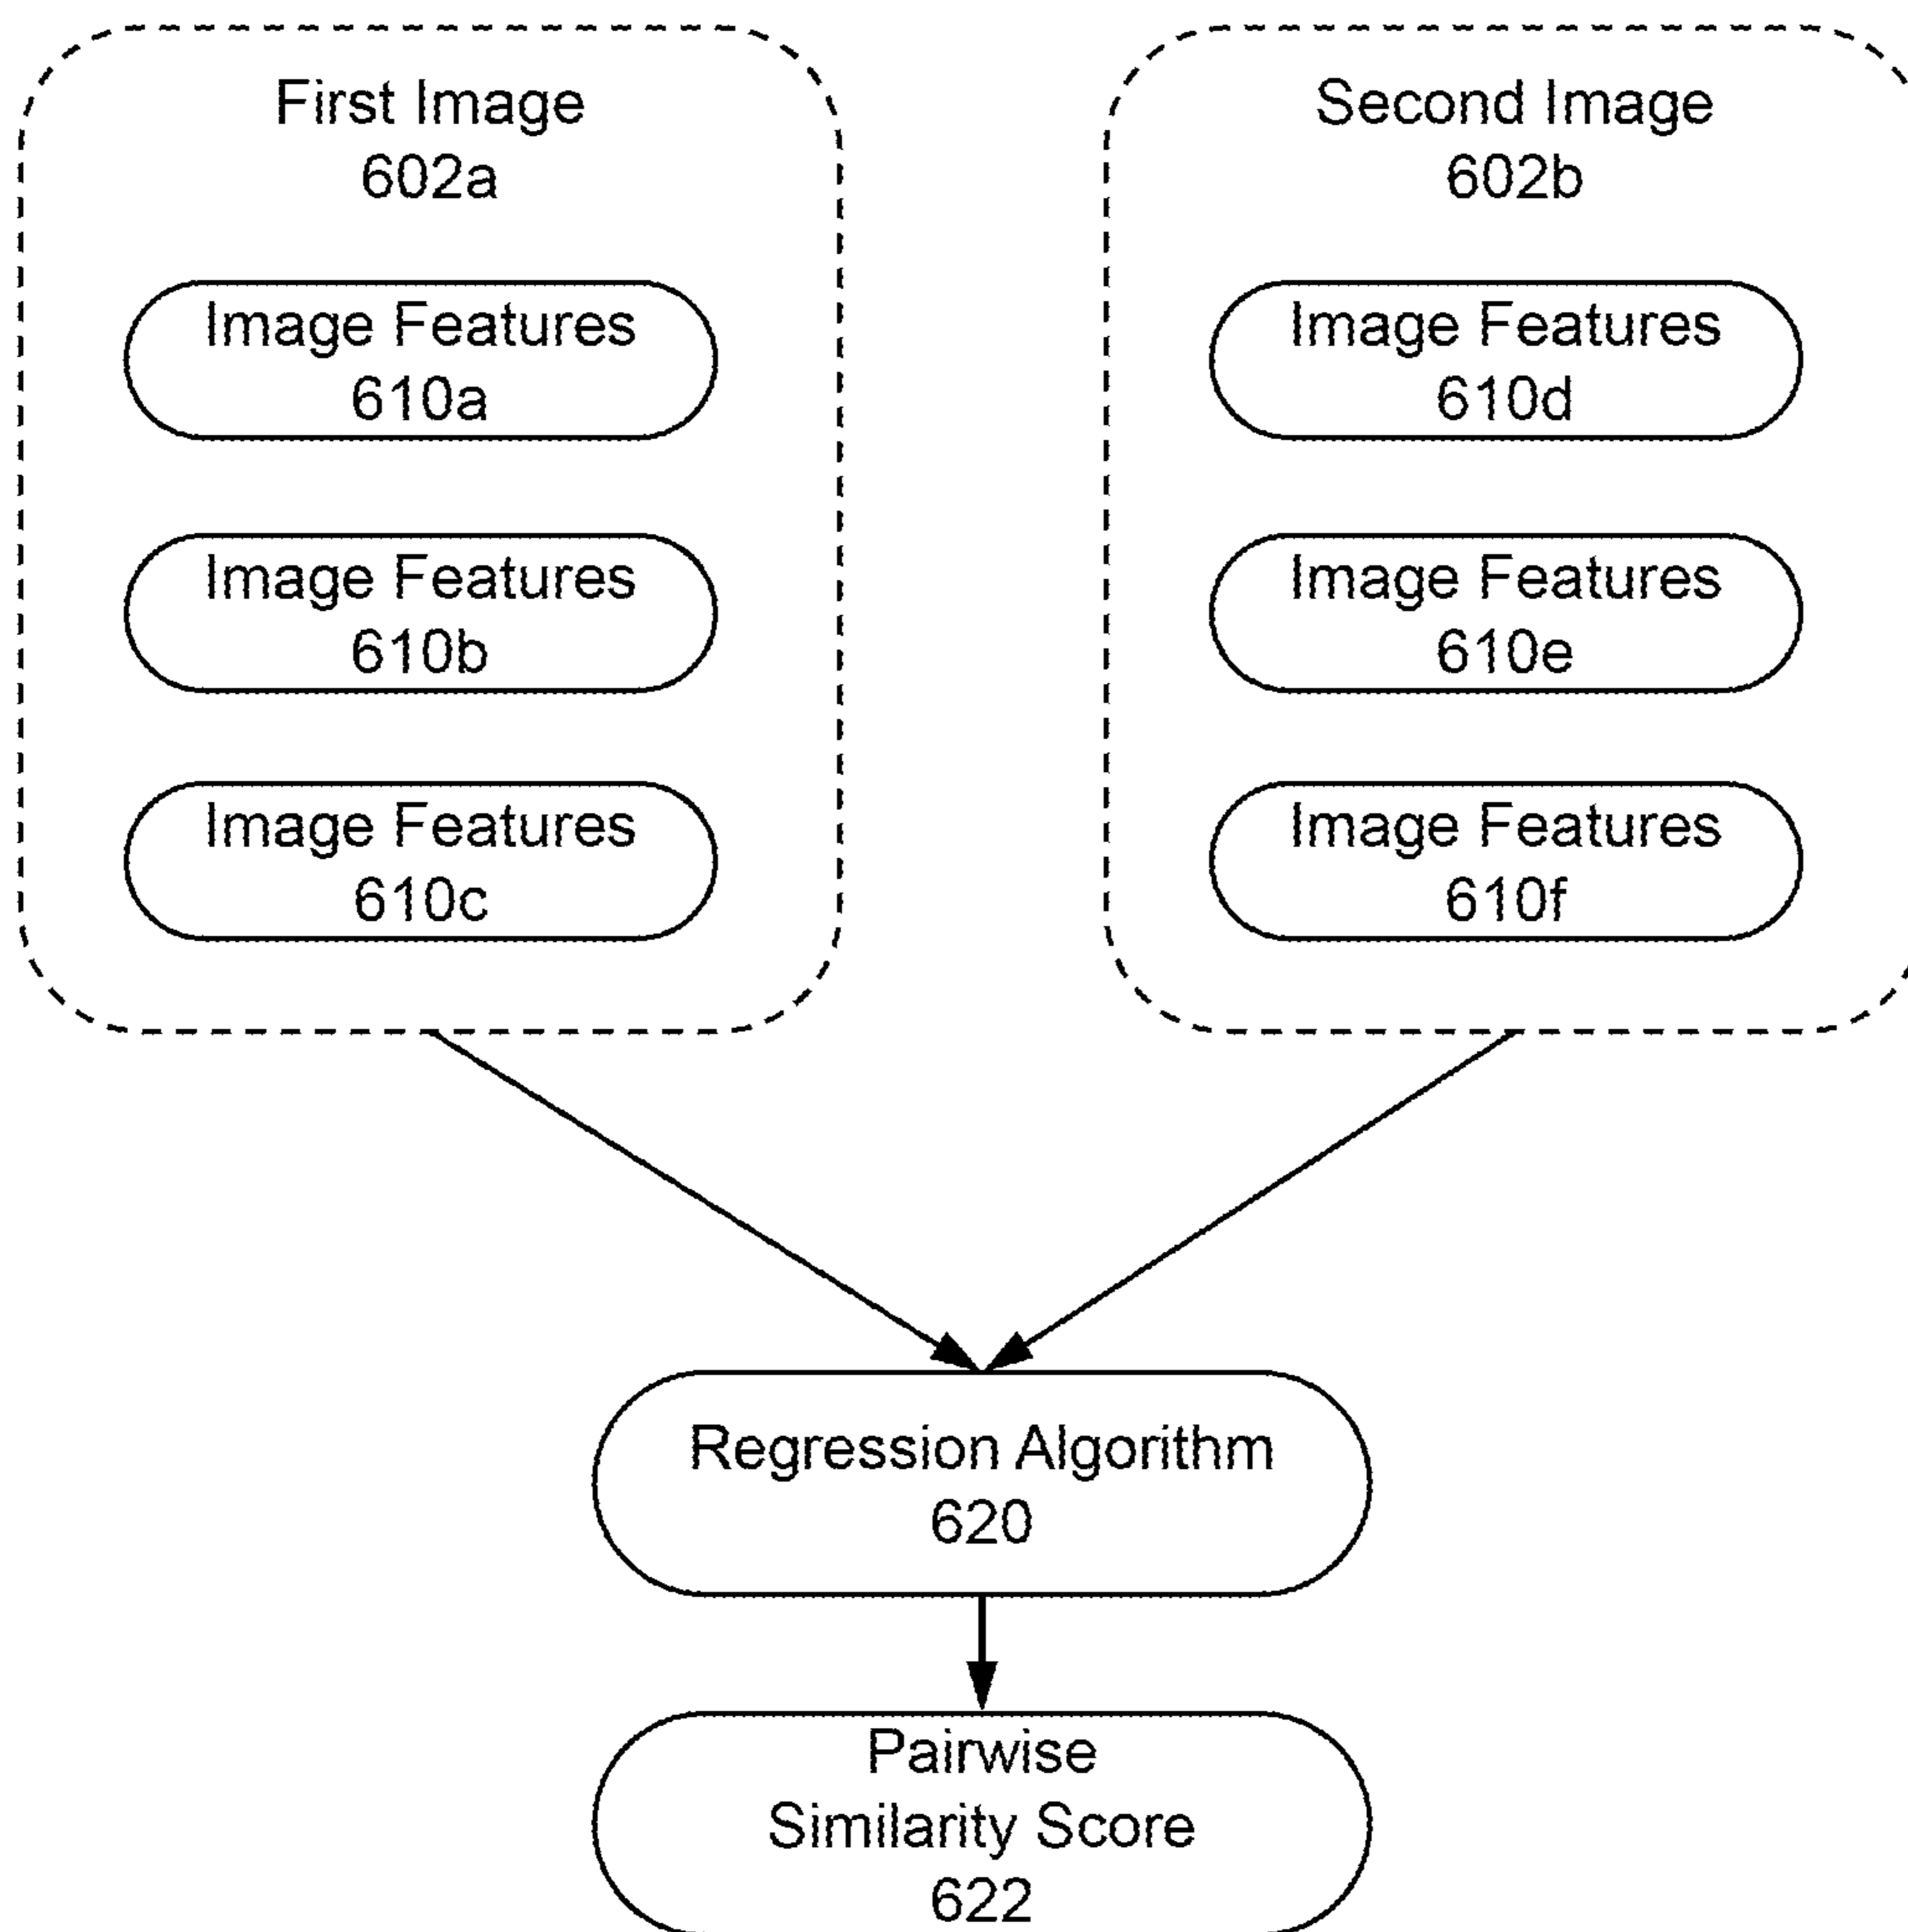 First Image
602a
Image Features
610a
Image Features
610b
Image Features
610c
Second Image
602b
Image Features
610d
Image Features
610e
Image Features
610f
Regression Algorithm
620
Pairwise
Similarity Score
622